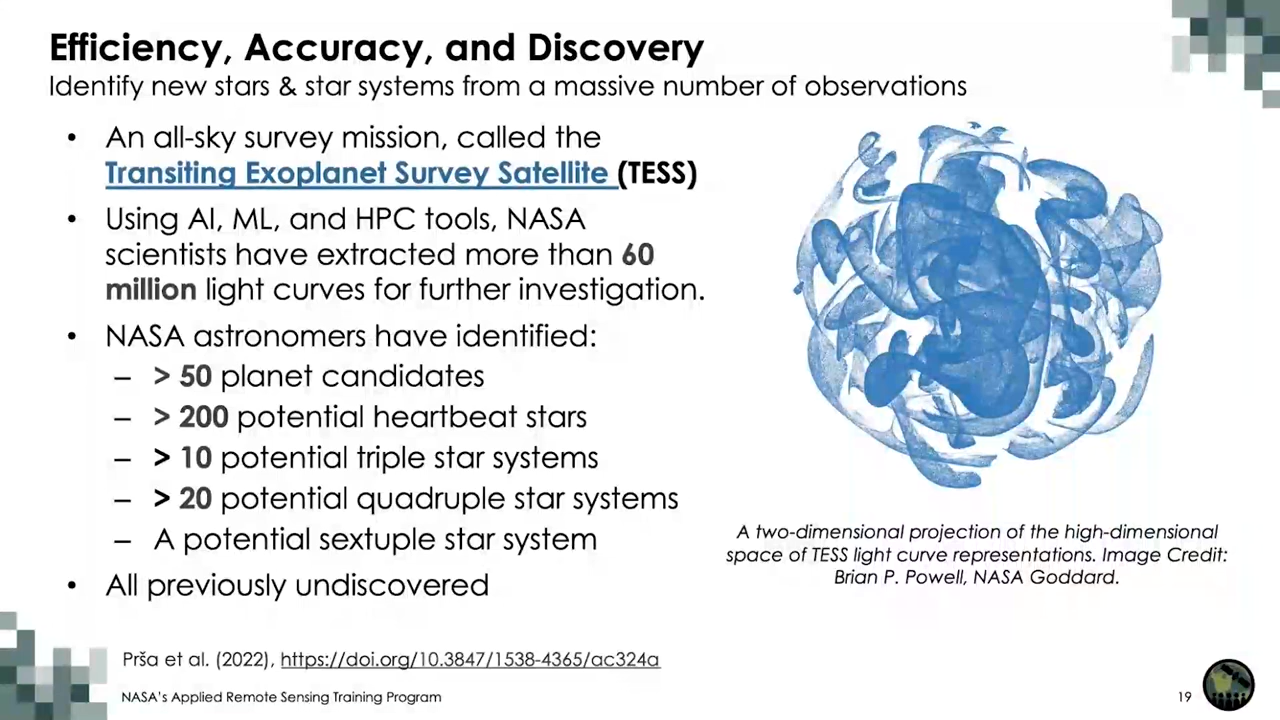 Efficiency, Accuracy, and Discovery
Identify new stars & star systems from a massive number of observations
• An all-sky survey mission, called the
Transiting Exoplanet Survey Satellite (TESS)
• Using AI, ML, and HPC tools, NASA
scientists have extracted more than 60
million light curves for further investigation.
• NASA astronomers have identified:
– > 50 planet candidates
– > 200 potential heartbeat stars
– > 10 potential triple star systems
– > 20 potential quadruple star systems
– A potential sextuple star system
• All previously undiscovered
A two-dimensional projection of the high-dimensional
space of TESS light curve representations. Image Credit:
Brian P. Powell, NASA Goddard.
Prša et al. (2022), https://doi.org/10.3847/1538-4365/ac324a
NASA's Applied Remote Sensing Training Program
19